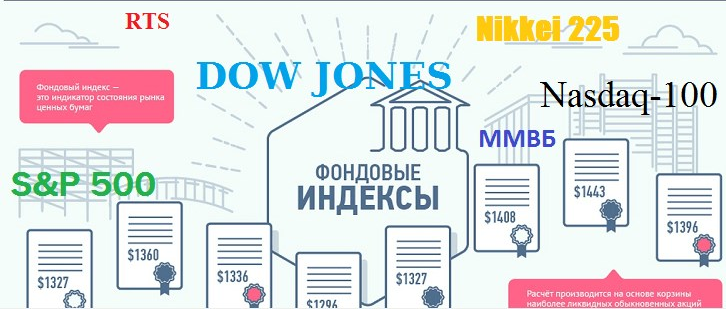 RTS
Nikkei 225
DOW JONES
Фондовый индекс —
это индикатор состояния рынка
ценных бумаг
Nasdaq-100
ММВБ
S&P 500
ФОНДОВЫЕ
ИНДЕКСЫ
$1327
$1360
$1336
$1296
$1327
$1408
$1443
$1396
Расчёт производится на основе корзины
наиболее ликвидных обыкновенных акций